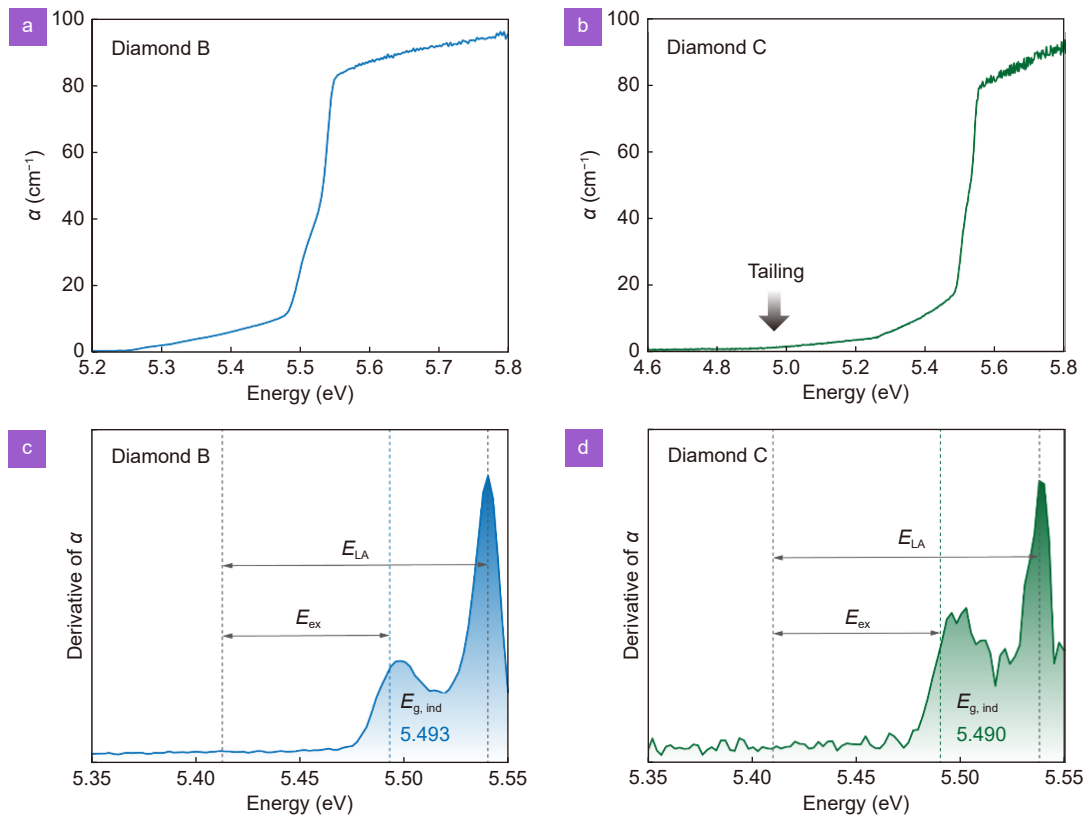 a
Diamond B
100
80
60
40
20
0
α (cm⁻¹)
5.2 5.3 5.4 5.5 5.6 5.7 5.8
Energy (eV)
b
Diamond C
100
80
60
40
20
0
α (cm⁻¹)
Tailing
4.6 4.8 5.0 5.2 5.4 5.6 5.8
Energy (eV)
c
Diamond B
Derivative of α
E_LA
E_ex
E_g, ind
5.493
5.35 5.40 5.45 5.50 5.55
Energy (eV)
d
Diamond C
Derivative of α
E_LA
E_ex
E_g, ind
5.490
5.35 5.40 5.45 5.50 5.55
Energy (eV)